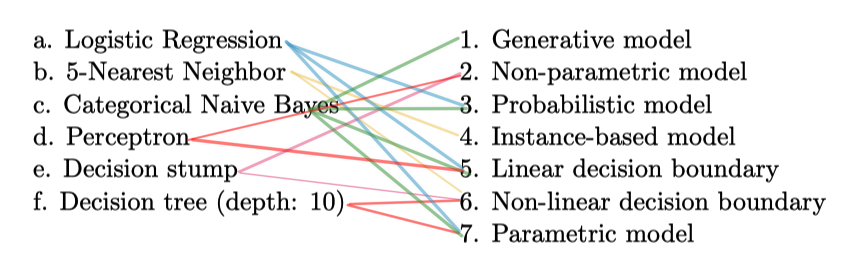 a. Logistic Regression
b. 5-Nearest Neighbor
c. Categorical Naive Bayes
d. Perceptron
e. Decision stump
f. Decision tree (depth: 10)
1. Generative model
2. Non-parametric model
3. Probabilistic model
4. Instance-based model
5. Linear decision boundary
6. Non-linear decision boundary
7. Parametric model